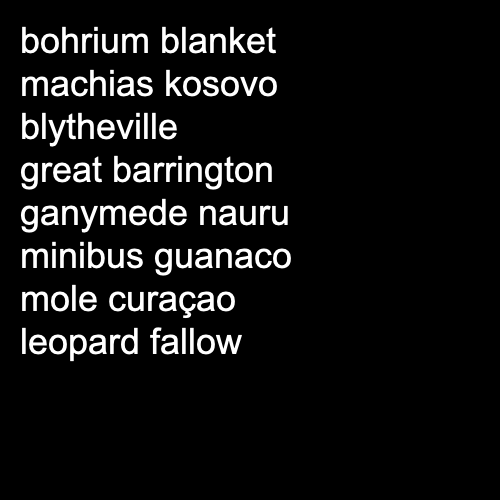 bohrium blanket
machias kosovo
blytheville
great barrington
ganymede nauru
minibus guanaco
mole curaçao
leopard fallow